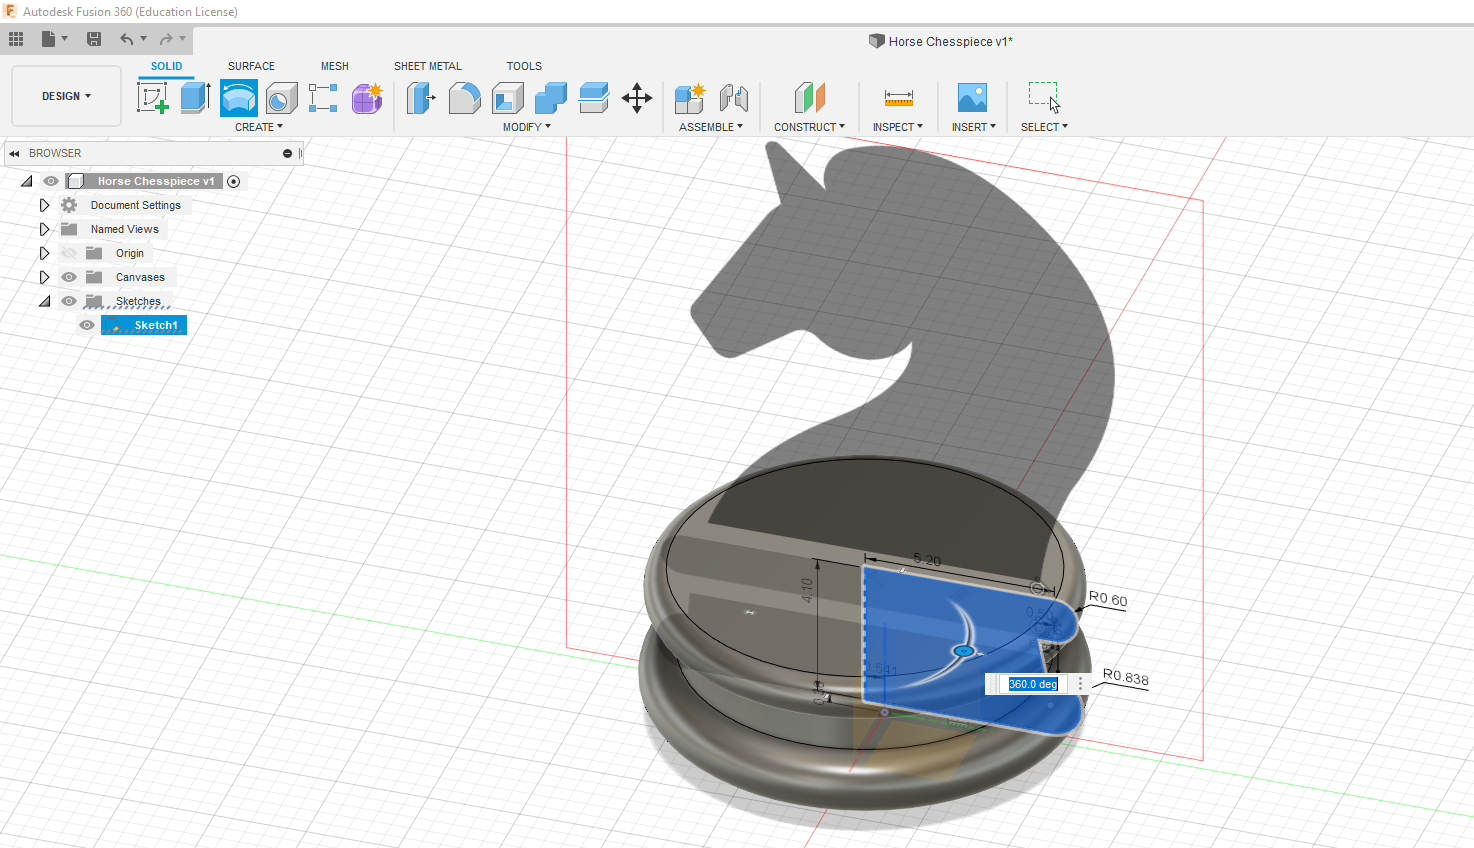 Autodesk Fusion 360 (Education License)
Horse Chesspiece v1*
SOLID SURFACE MESH SHEET METAL TOOLS
DESIGN
CREATE MODIFY ASSEMBLE CONSTRUCT INSPECT INSERT SELECT
BROWSER
Horse Chesspiece v1
Document Settings
Named Views
Origin
Canvases
Sketches
Sketch1
5.20
4.10
R0.60
0.541
R0.838
360.0 deg